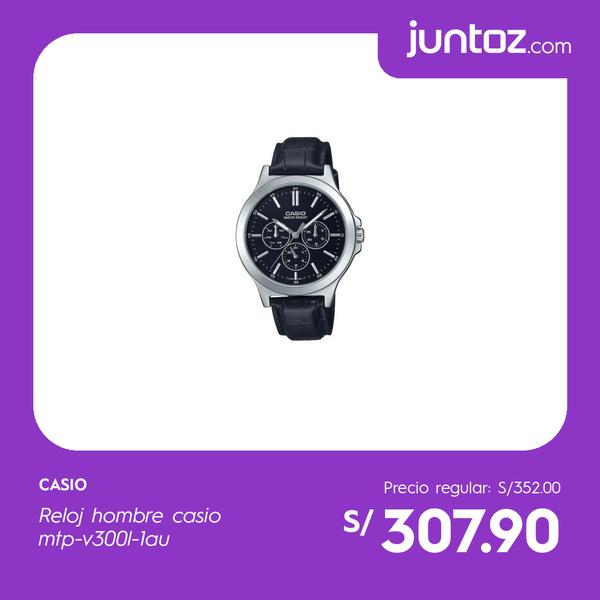 juntoz.com
CASIO
WATER RESIST
CASIO
Reloj hombre casio
mtp-v300l-1au
Precio regular: S/352.00
S/ 307.90